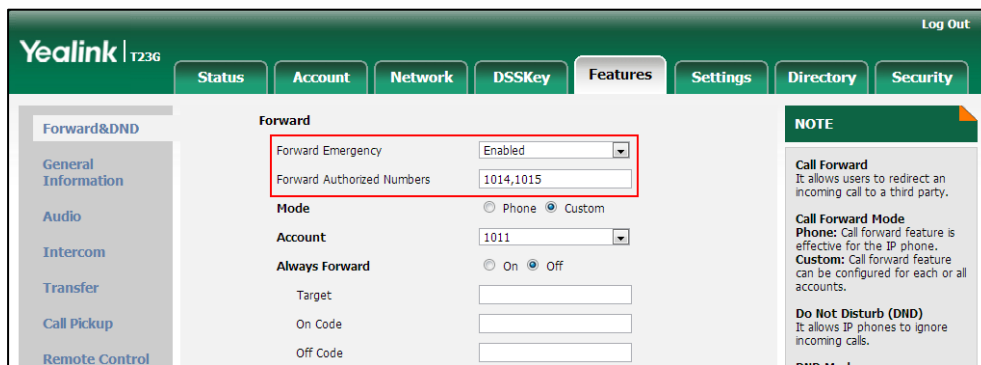 Log Out
Yealink | T23G
Status Account Network DSSKey Features Settings Directory Security
Forward&DND
General
Information
Audio
Intercom
Transfer
Call Pickup
Remote Control
Forward
Forward Emergency Enabled
Forward Authorized Numbers 1014,1015
Mode Phone Custom
Account 1011
Always Forward On Off
Target
On Code
Off Code
NOTE
Call Forward
It allows users to redirect an
incoming call to a third party.
Call Forward Mode
Phone: Call forward feature is
effective for the IP phone.
Custom: Call forward feature
can be configured for each or all
accounts.
Do Not Disturb (DND)
It allows IP phones to ignore
incoming calls.